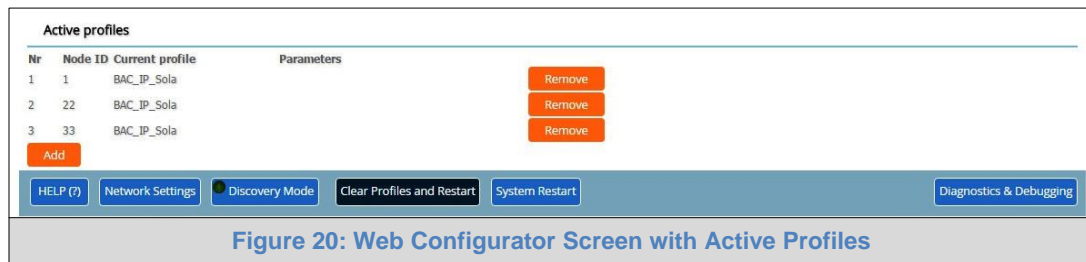 Active profiles
Nr Node ID Current profile Parameters
1 1 BAC_IP_Sola Remove
2 22 BAC_IP_Sola Remove
3 33 BAC_IP_Sola Remove
Add
HELP (?) Network Settings Discovery Mode Clear Profiles and Restart System Restart Diagnostics & Debugging
Figure 20: Web Configurator Screen with Active Profiles